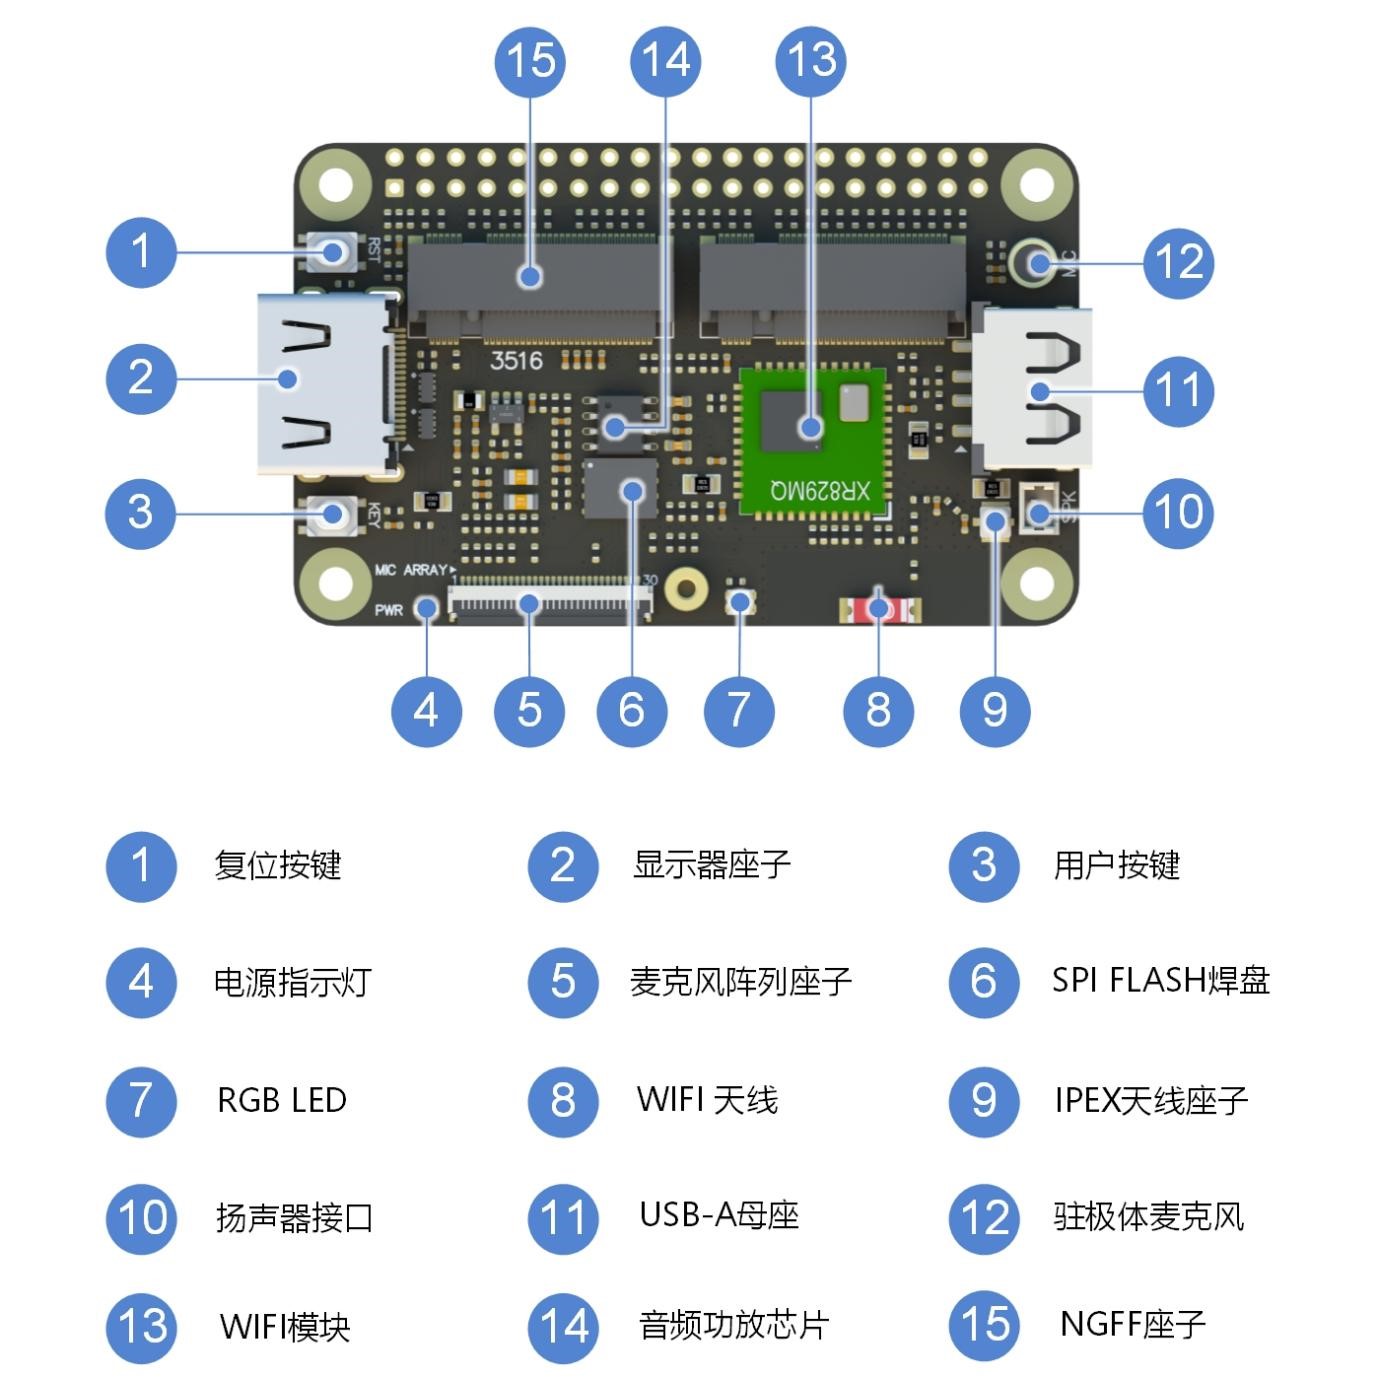 15 14 13
1 RST
12 MIC
2
3516
11
XR829MQ
3 KEY
10 SPK
MIC ARRAY
1 30
PWR
4 5 6 7 8 9
1 复位按键 2 显示器座子 3 用户按键
4 电源指示灯 5 麦克风阵列座子 6 SPI FLASH焊盘
7 RGB LED 8 WIFI 天线 9 IPEX天线座子
10 扬声器接口 11 USB-A母座 12 驻极体麦克风
13 WIFI模块 14 音频功放芯片 15 NGFF座子